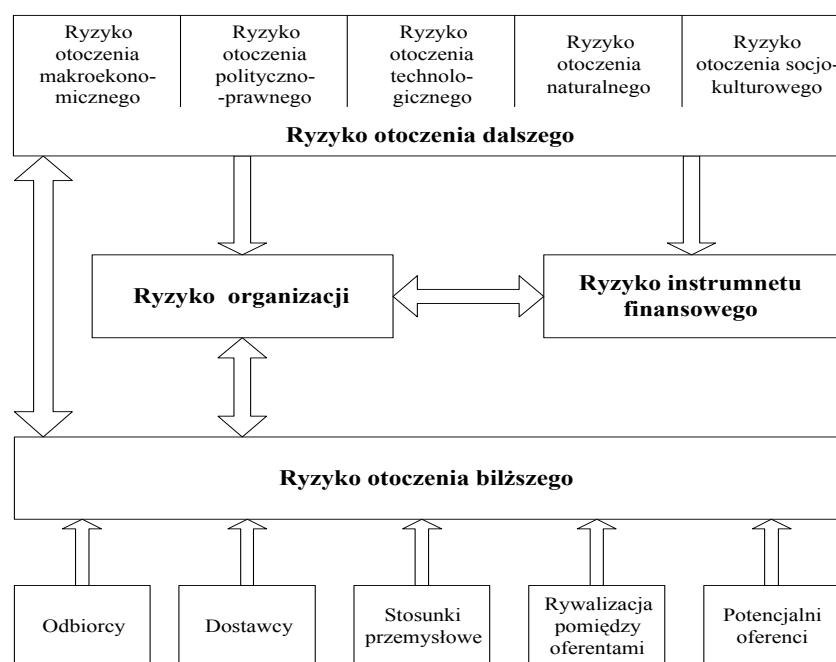 Ryzyko
otoczenia
makroekono-
micznego
Ryzyko
otoczenia
polityczno-
-prawnego
Ryzyko
otoczenia
technolo-
gicznego
Ryzyko
otoczenia
naturalnego
Ryzyko
otoczenia socjo-
kulturowego
Ryzyko otoczenia dalszego
Ryzyko organizacji
Ryzyko instrumnetu
finansowego
Ryzyko otoczenia bilższego
Odbiorcy
Dostawcy
Stosunki
przemysłowe
Rywalizacja
pomiędzy
oferentami
Potencjalni
oferenci